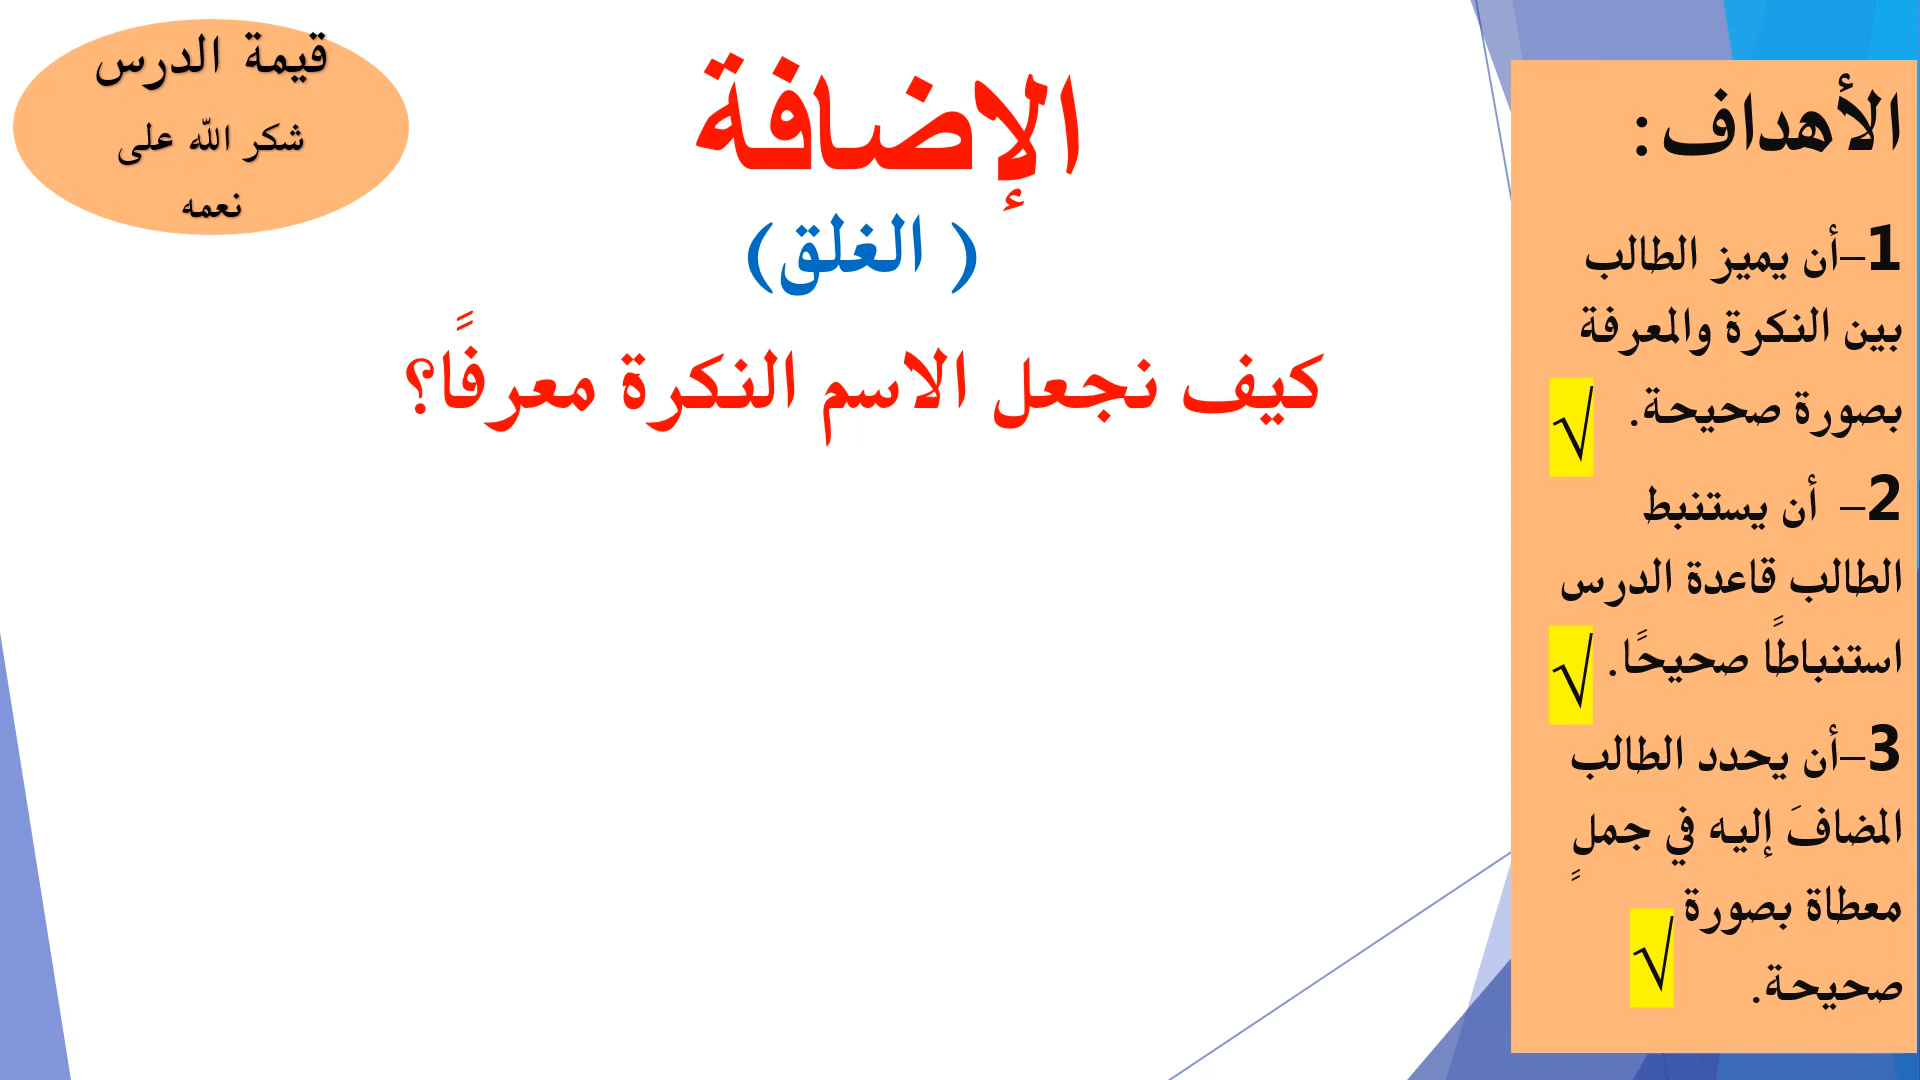 الإضافة
( الغلق)
كيف نجعل الاسم النكرة معرفًا؟
قيمة الدرس
شكر الله على
نعمه
الأهداف:
1–أن يميز الطالب
بين النكرة والمعرفة
بصورة صحيحة. √
2– أن يستنبط
الطالب قاعدة الدرس
استنباطًا صحيحًا. √
3–أن يحدد الطالب
المضافَ إليه في جملٍ
معطاة بصورة
صحيحة. √